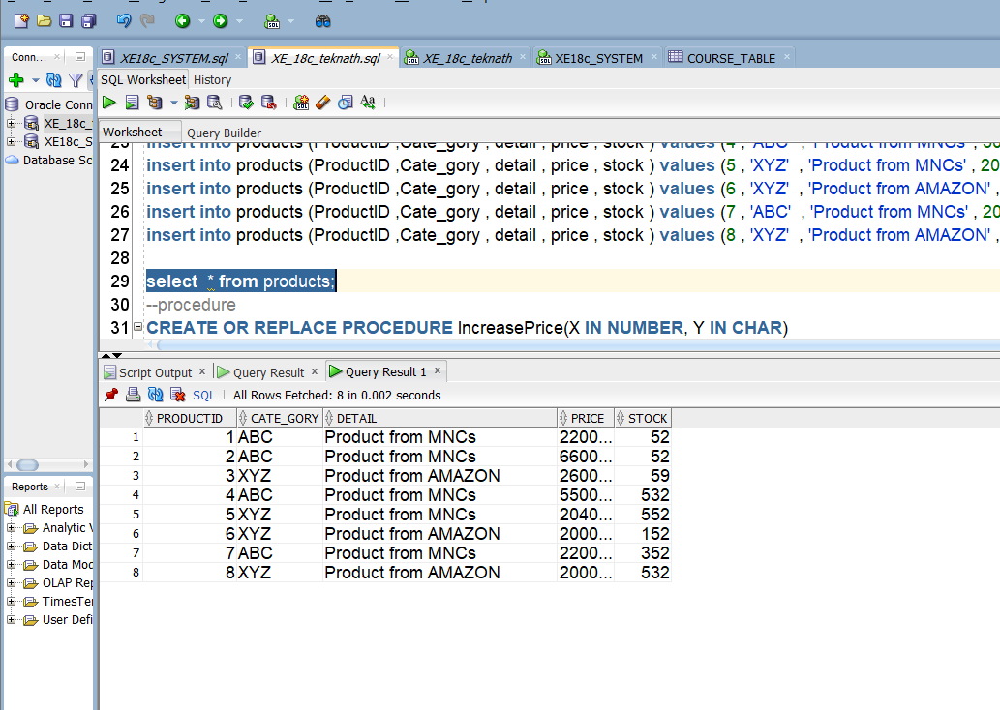 Conn...
XE18c_SYSTEM.sql
XE_18c_teknath.sql
XE_18c_teknath
XE18c_SYSTEM
COURSE_TABLE
SQL Worksheet History
Oracle Conn
XE_18c_
XE18c_S
Database Sc
Worksheet Query Builder
23 insert into products (ProductID ,Cate_gory , detail , price , stock ) values (4 , 'ABC' , 'Product from MNCs' , 
24 insert into products (ProductID ,Cate_gory , detail , price , stock ) values (5 , 'XYZ' , 'Product from MNCs' , 20
25 insert into products (ProductID ,Cate_gory , detail , price , stock ) values (6 , 'XYZ' , 'Product from AMAZON' ,
26 insert into products (ProductID ,Cate_gory , detail , price , stock ) values (7 , 'ABC' , 'Product from MNCs' , 20
27 insert into products (ProductID ,Cate_gory , detail , price , stock ) values (8 , 'XYZ' , 'Product from AMAZON' ,
28
29 select * from products;
30 --procedure
31 CREATE OR REPLACE PROCEDURE IncreasePrice(X IN NUMBER, Y IN CHAR)
Script Output x Query Result x Query Result 1 x
SQL | All Rows Fetched: 8 in 0.002 seconds
PRODUCTID CATE_GORY DETAIL PRICE STOCK
1 1 ABC Product from MNCs 2200... 52
2 2 ABC Product from MNCs 6600... 52
3 3 XYZ Product from AMAZON 2600... 59
4 4 ABC Product from MNCs 5500... 532
5 5 XYZ Product from MNCs 2040... 552
6 6 XYZ Product from AMAZON 2000... 152
7 7 ABC Product from MNCs 2200... 352
8 8 XYZ Product from AMAZON 2000... 532
Reports
All Reports
Analytic V
Data Dict
Data Mod
OLAP Rep
TimesTen
User Defi